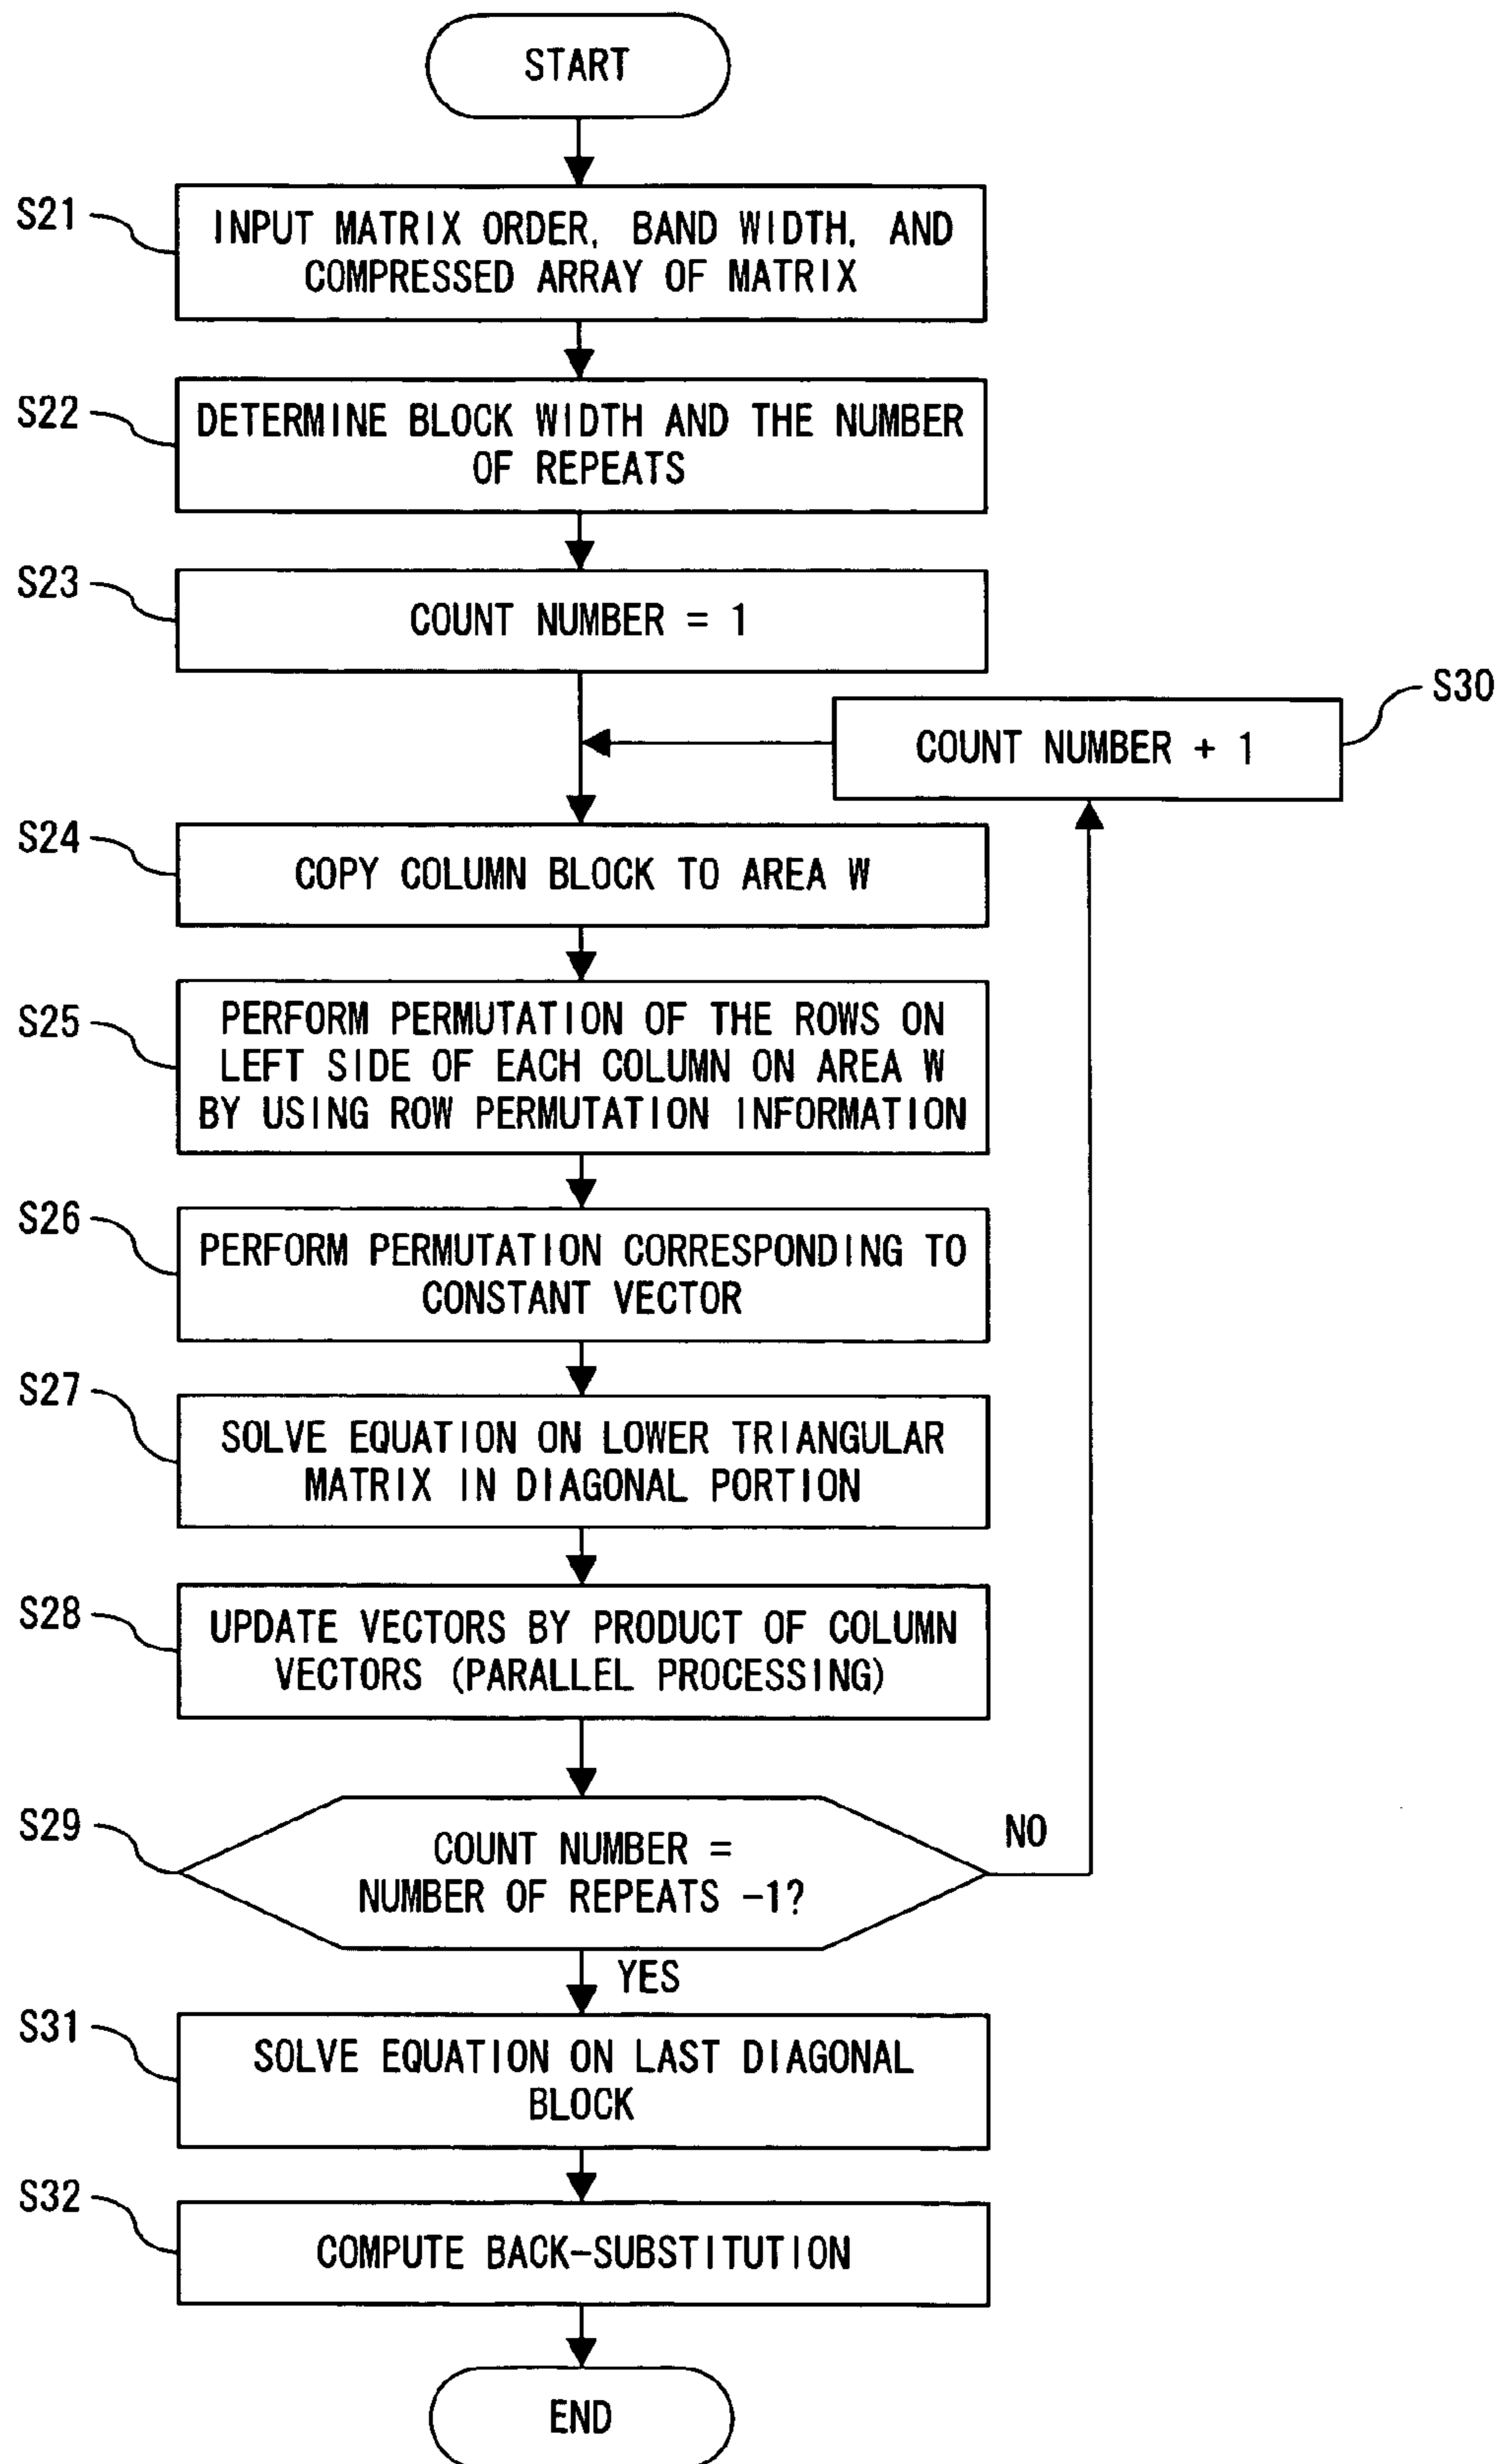 START
S21
INPUT MATRIX ORDER, BAND WIDTH, AND
COMPRESSED ARRAY OF MATRIX
S22
DETERMINE BLOCK WIDTH AND THE NUMBER
OF REPEATS
S23
COUNT NUMBER = 1
S30
COUNT NUMBER + 1
S24
COPY COLUMN BLOCK TO AREA W
S25
PERFORM PERMUTATION OF THE ROWS ON
LEFT SIDE OF EACH COLUMN ON AREA W
BY USING ROW PERMUTATION INFORMATION
S26
PERFORM PERMUTATION CORRESPONDING TO
CONSTANT VECTOR
S27
SOLVE EQUATION ON LOWER TRIANGULAR
MATRIX IN DIAGONAL PORTION
S28
UPDATE VECTORS BY PRODUCT OF COLUMN
VECTORS (PARALLEL PROCESSING)
S29
COUNT NUMBER =
NUMBER OF REPEATS -1?
NO
YES
S31
SOLVE EQUATION ON LAST DIAGONAL
BLOCK
S32
COMPUTE BACK-SUBSTITUTION
END